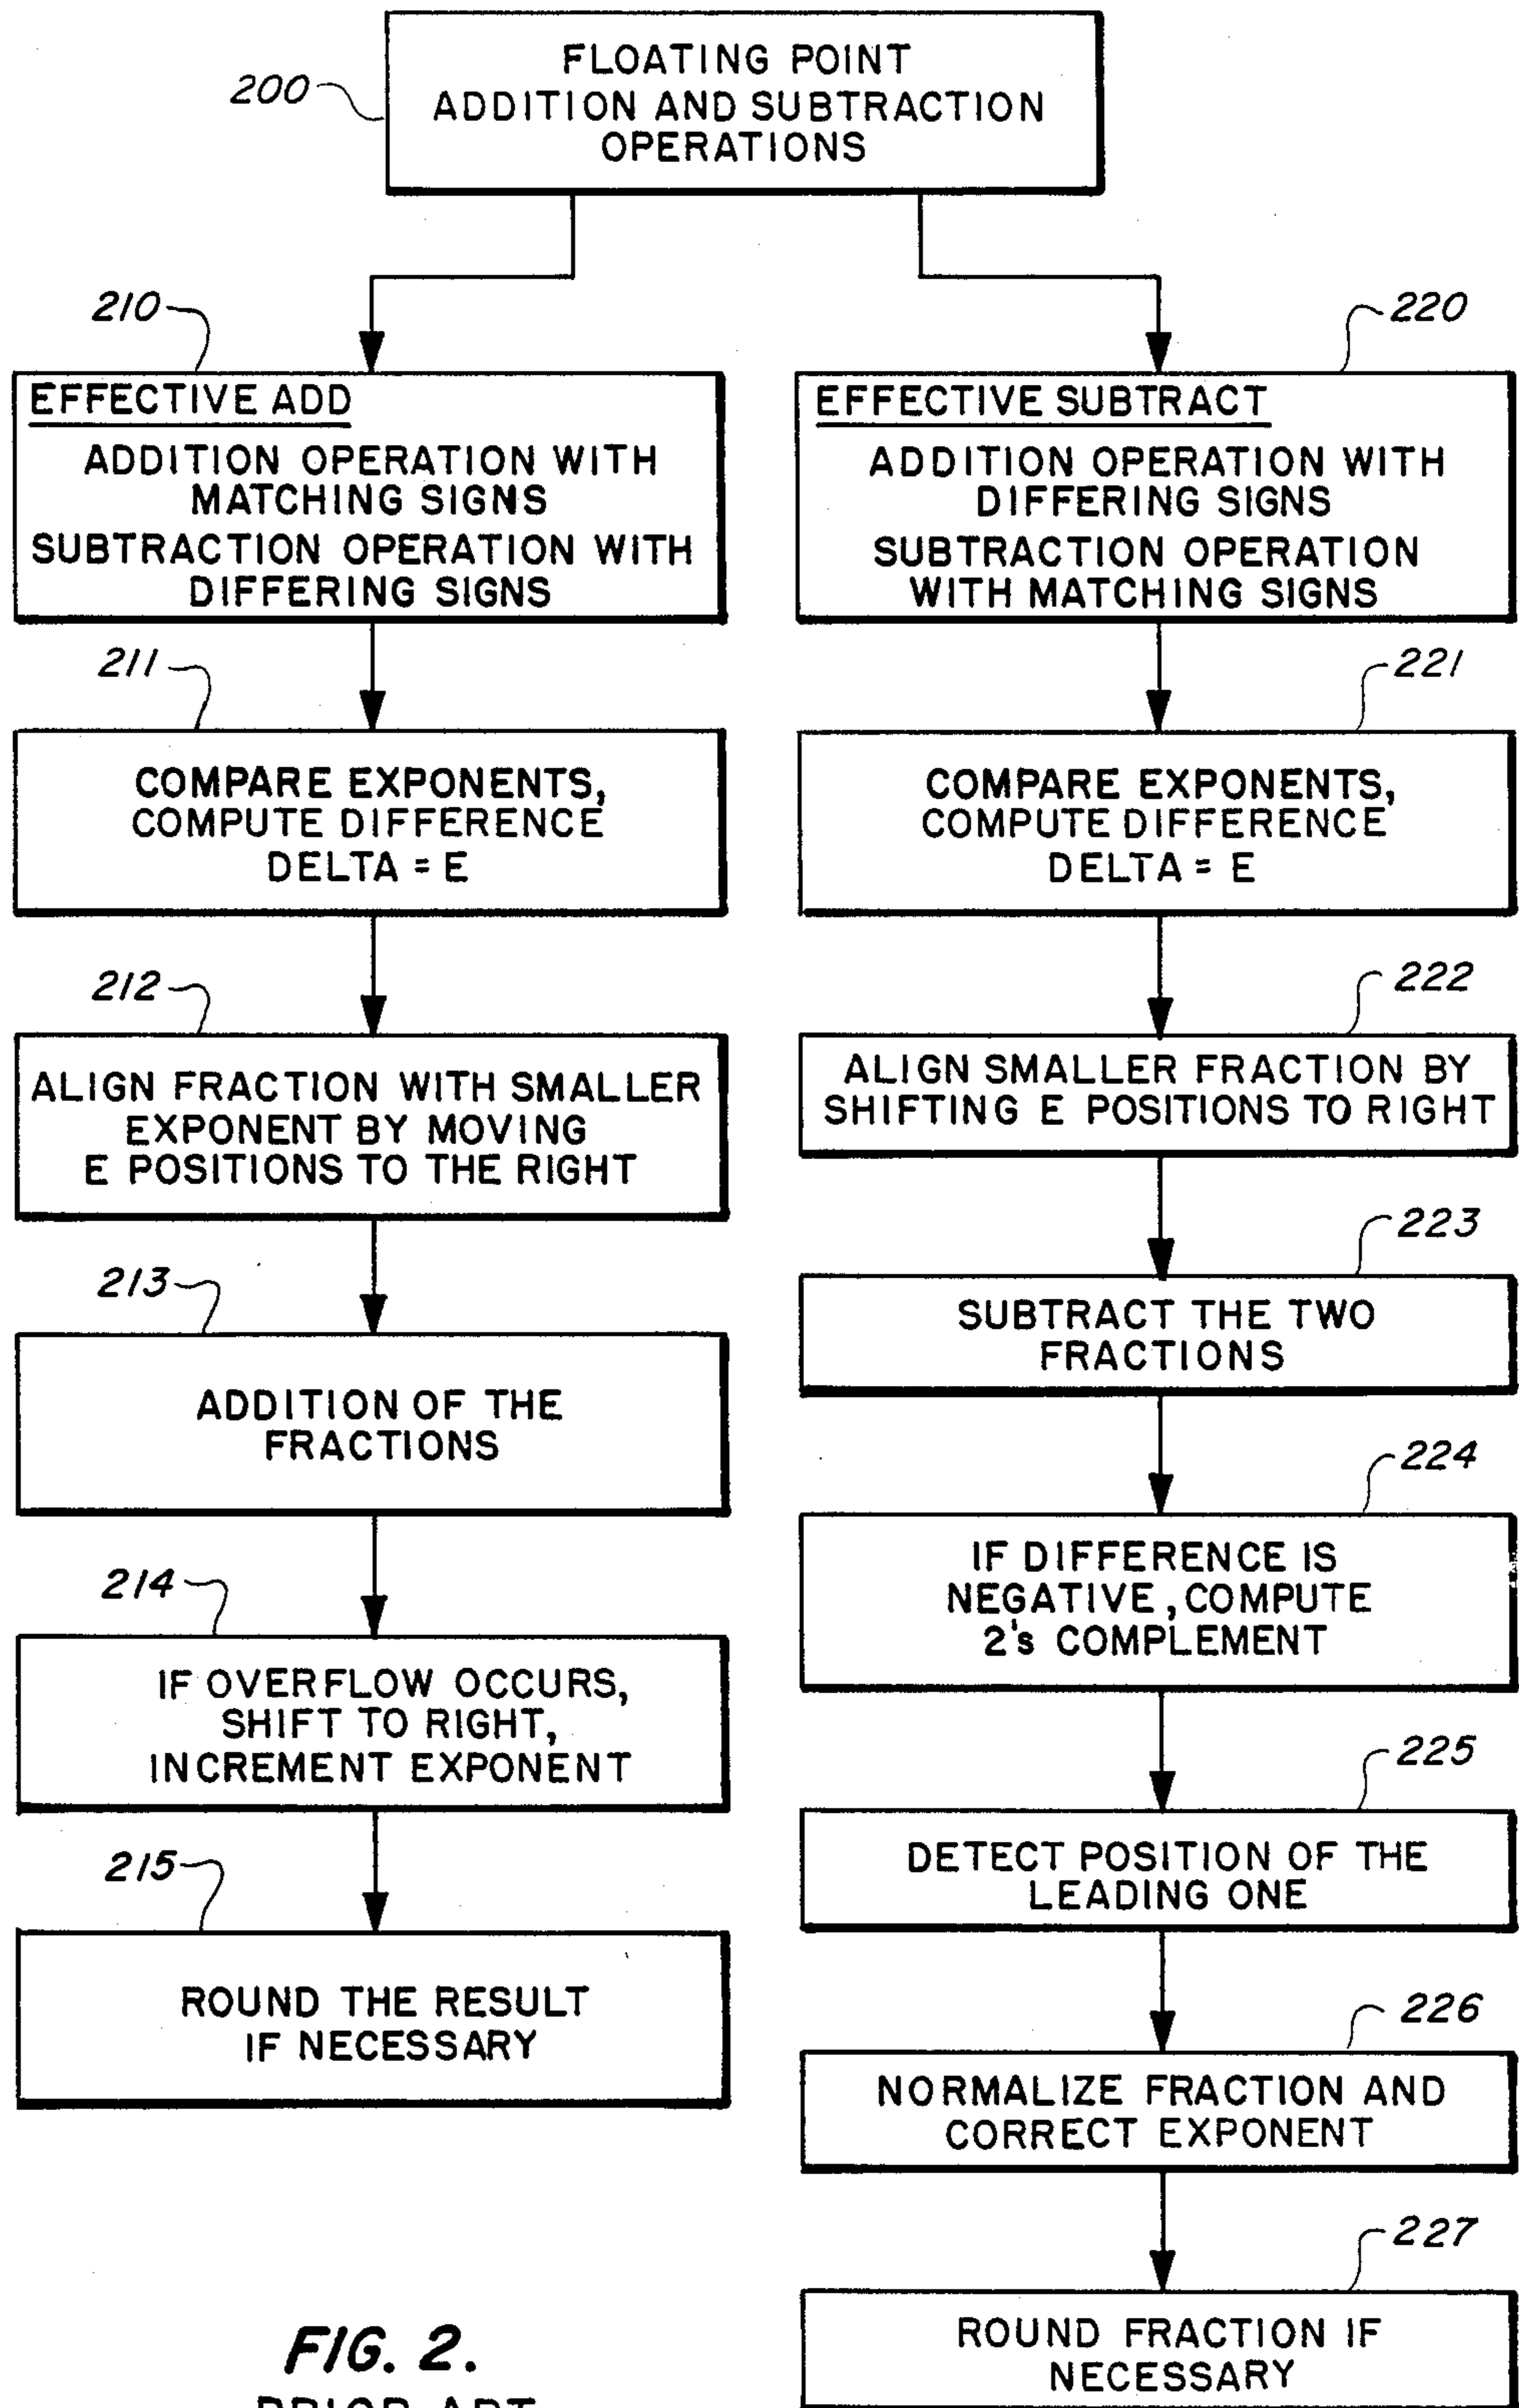 FLOATING POINT
ADDITION AND SUBTRACTION
OPERATIONS
200
210
EFFECTIVE ADD
ADDITION OPERATION WITH
MATCHING SIGNS
SUBTRACTION OPERATION WITH
DIFFERING SIGNS
211
COMPARE EXPONENTS,
COMPUTE DIFFERENCE
DELTA = E
212
ALIGN FRACTION WITH SMALLER
EXPONENT BY MOVING
E POSITIONS TO THE RIGHT
213
ADDITION OF THE
FRACTIONS
214
IF OVERFLOW OCCURS,
SHIFT TO RIGHT,
INCREMENT EXPONENT
215
ROUND THE RESULT
IF NECESSARY
220
EFFECTIVE SUBTRACT
ADDITION OPERATION WITH
DIFFERING SIGNS
SUBTRACTION OPERATION
WITH MATCHING SIGNS
221
COMPARE EXPONENTS,
COMPUTE DIFFERENCE
DELTA = E
222
ALIGN SMALLER FRACTION BY
SHIFTING E POSITIONS TO RIGHT
223
SUBTRACT THE TWO
FRACTIONS
224
IF DIFFERENCE IS
NEGATIVE, COMPUTE
2's COMPLEMENT
225
DETECT POSITION OF THE
LEADING ONE
226
NORMALIZE FRACTION AND
CORRECT EXPONENT
227
ROUND FRACTION IF
NECESSARY
FIG. 2.
PRIOR ART